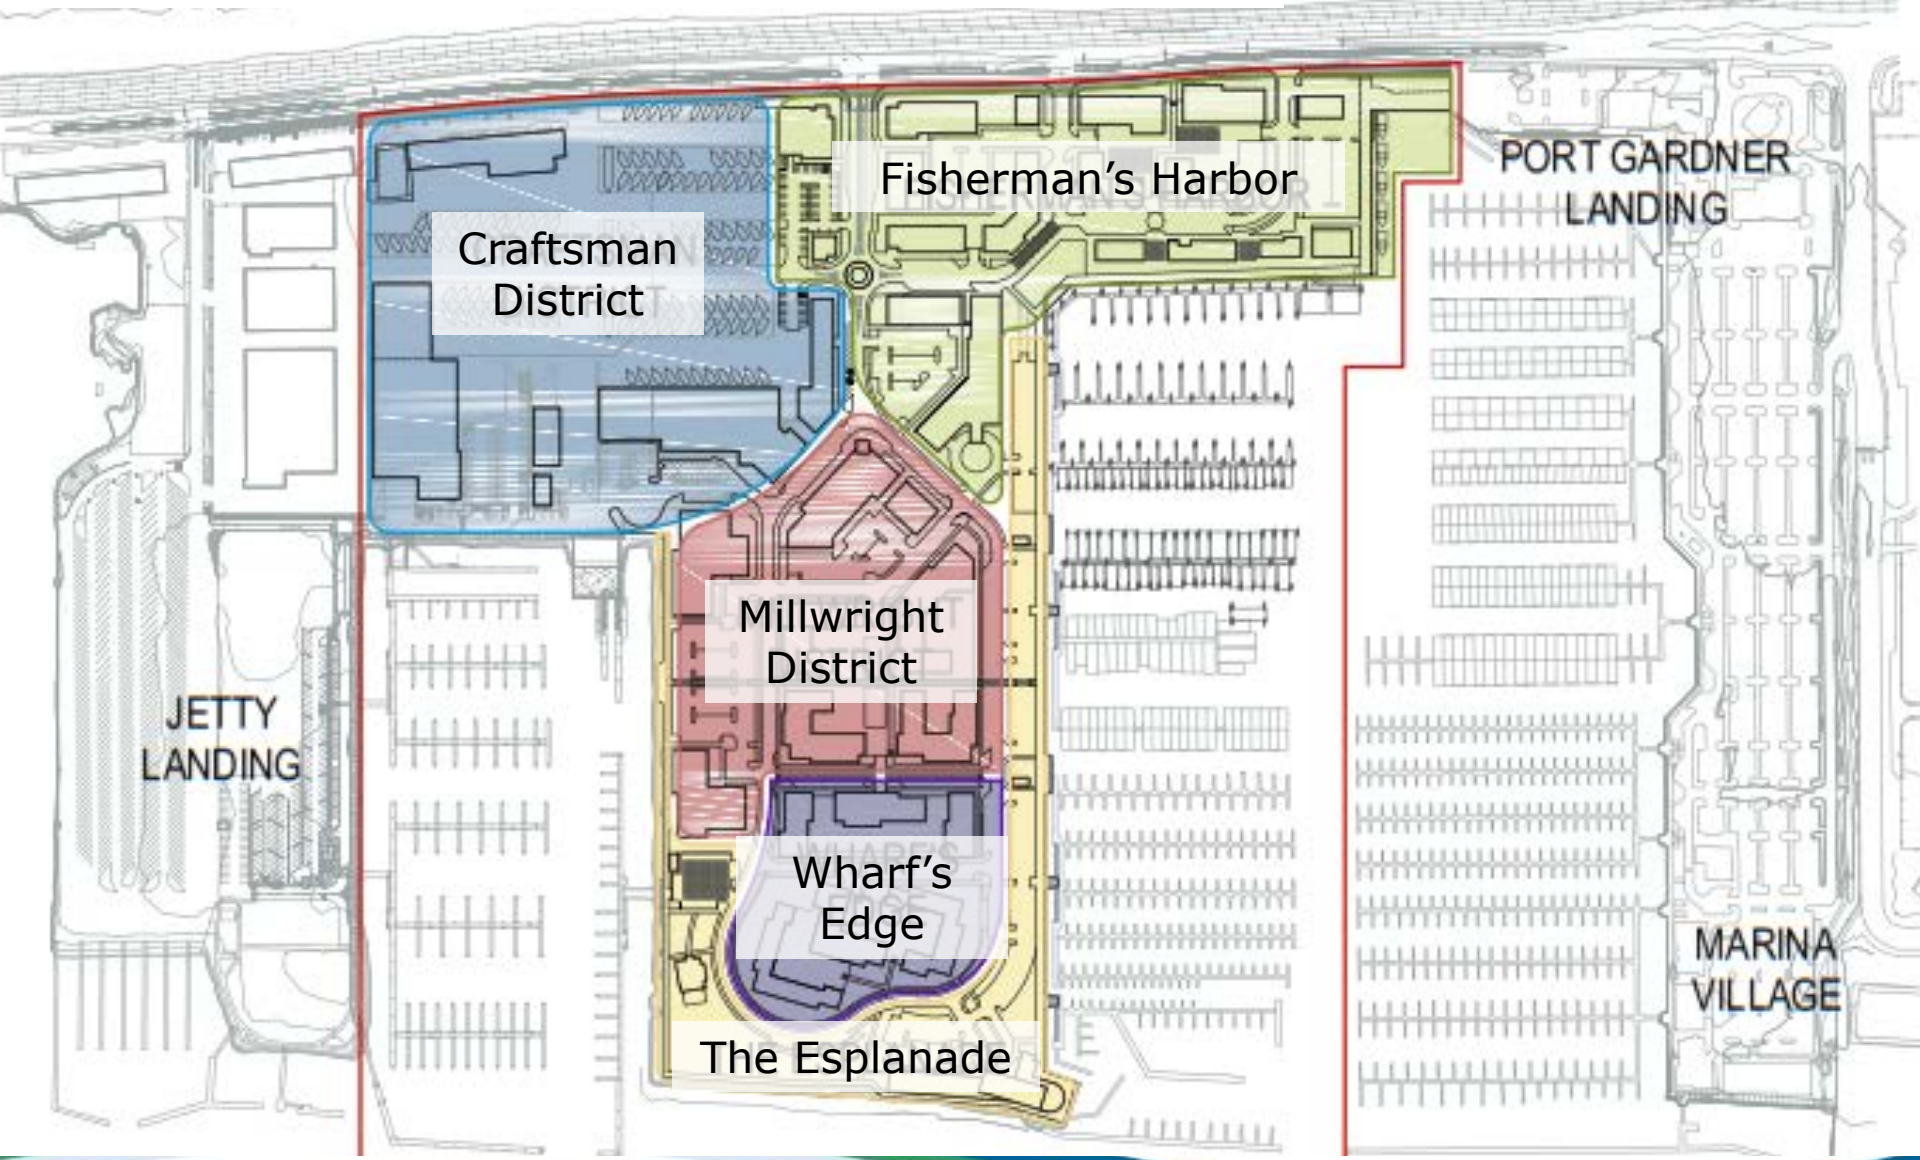 Fisherman’s Harbor
PORT GARDNER
LANDING
Craftsman
District
Millwright
District
JETTY
LANDING
Wharf’s
Edge
MARINA
VILLAGE
The Esplanade